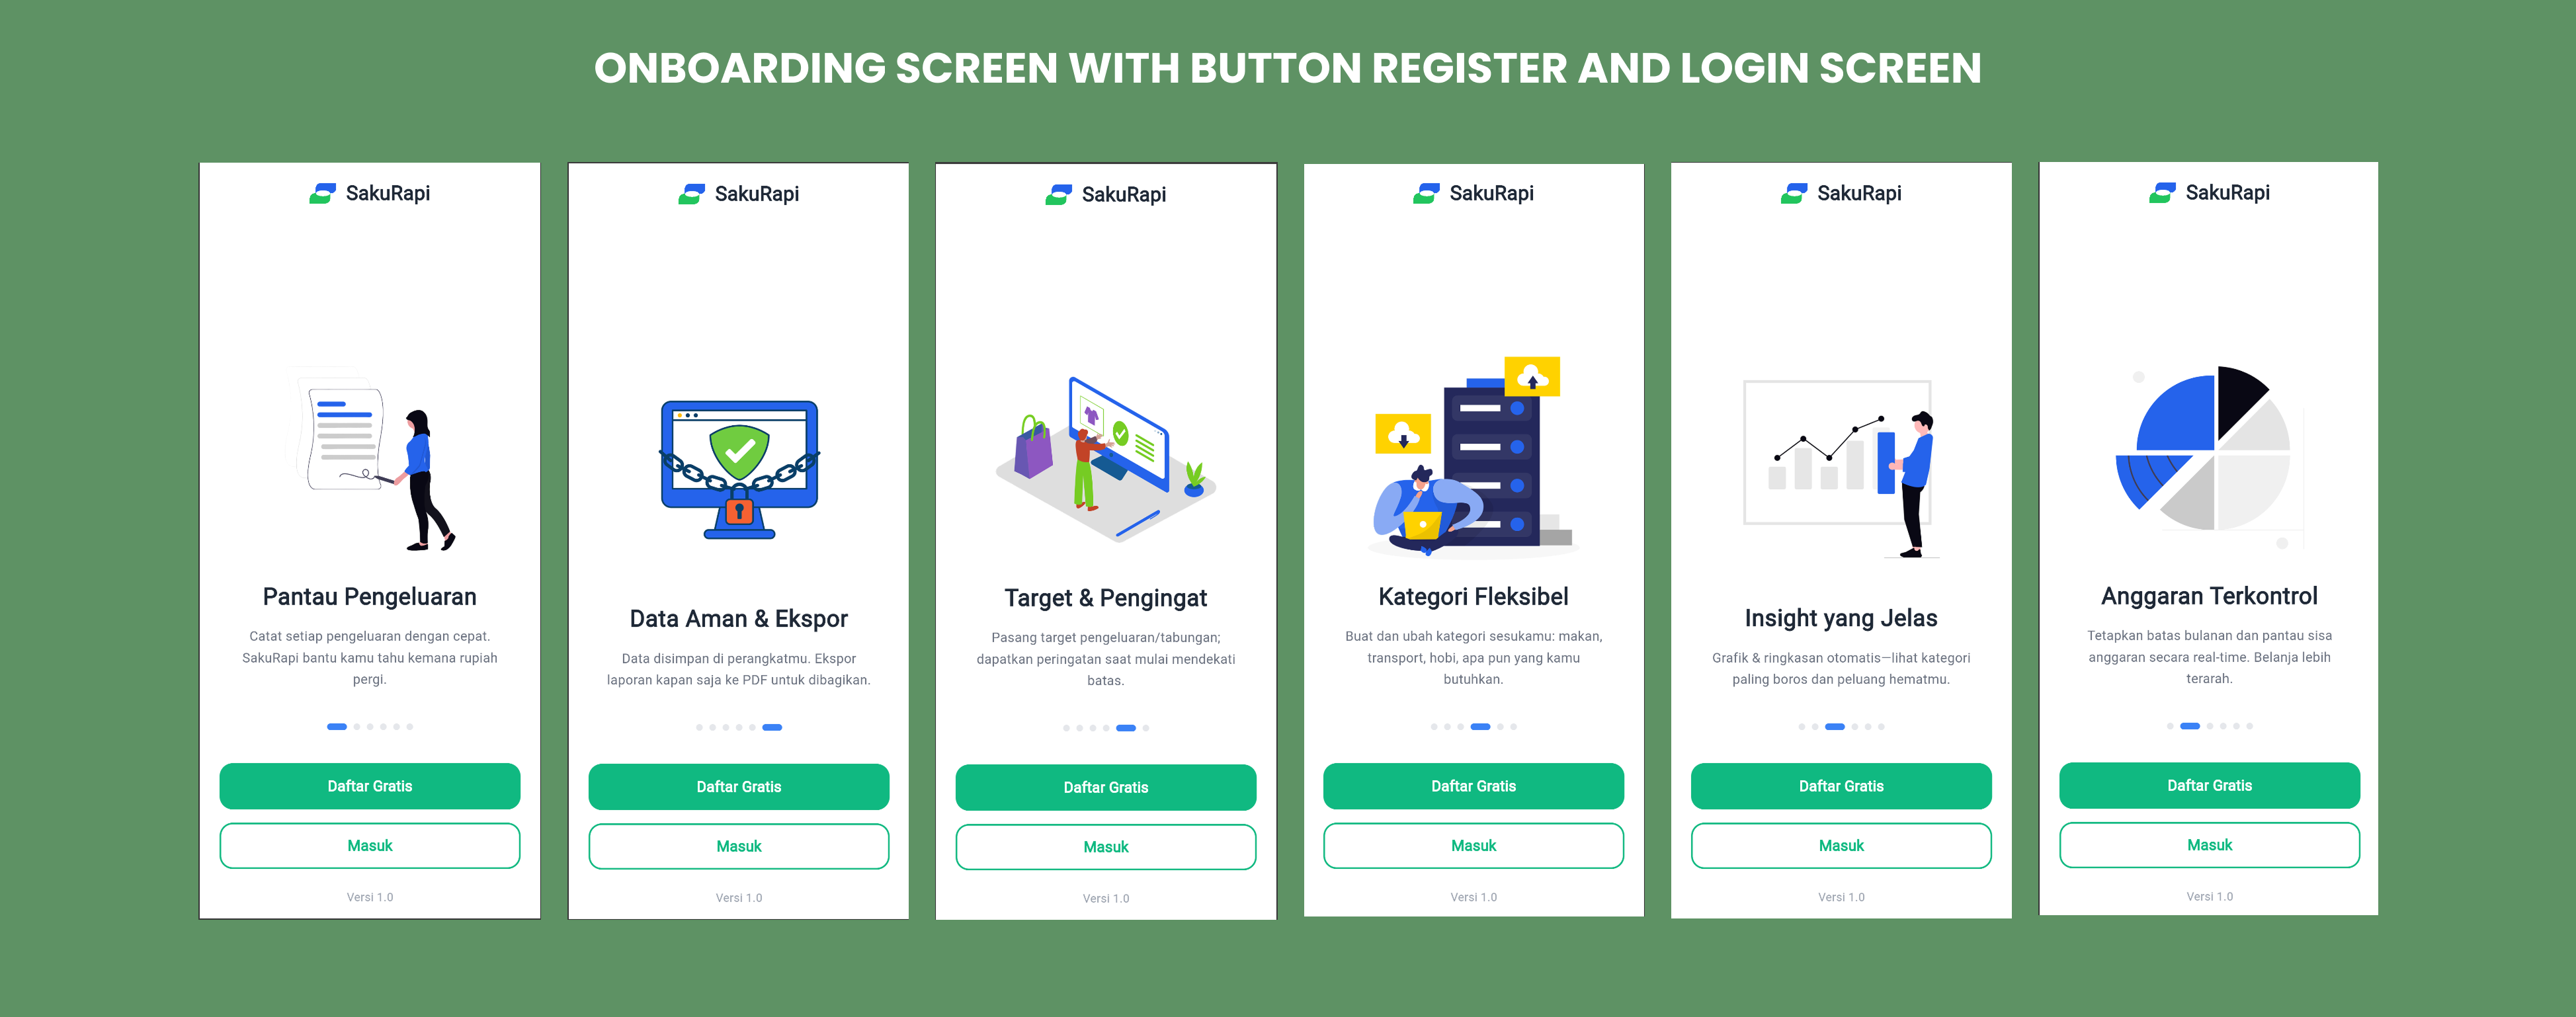 ONBOARDING SCREEN WITH BUTTON REGISTER AND LOGIN SCREEN
SakuRapi
Pantau Pengeluaran
Catat setiap pengeluaran dengan cepat.
SakuRapi bantu kamu tahu kemana rupiah
pergi.
Daftar Gratis
Masuk
Versi 1.0
SakuRapi
Data Aman & Ekspor
Data disimpan di perangkatmu. Ekspor
laporan kapan saja ke PDF untuk dibagikan.
Daftar Gratis
Masuk
Versi 1.0
SakuRapi
Target & Pengingat
Pasang target pengeluaran/tabungan;
dapatkan peringatan saat mulai mendekati
batas.
Daftar Gratis
Masuk
Versi 1.0
SakuRapi
Kategori Fleksibel
Buat dan ubah kategori sesukamu: makan,
transport, hobi, apa pun yang kamu
butuhkan.
Daftar Gratis
Masuk
Versi 1.0
SakuRapi
Insight yang Jelas
Grafik & ringkasan otomatis—lihat kategori
paling boros dan peluang hematmu.
Daftar Gratis
Masuk
Versi 1.0
SakuRapi
Anggaran Terkontrol
Tetapkan batas bulanan dan pantau sisa
anggaran secara real-time. Belanja lebih
terarah.
Daftar Gratis
Masuk
Versi 1.0